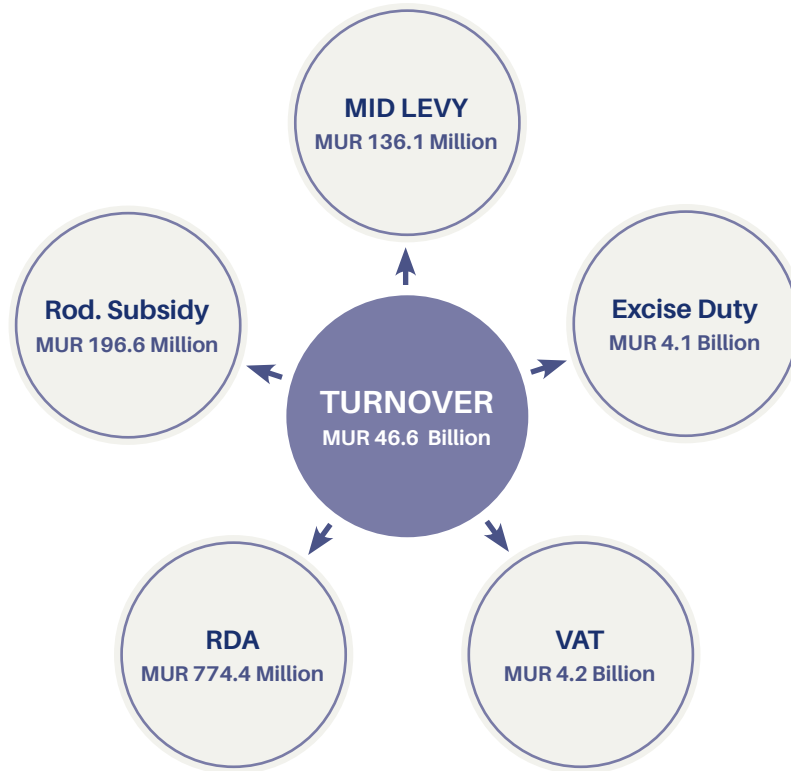 MID LEVY
MUR 136.1 Million
Rod. Subsidy
MUR 196.6 Million
Excise Duty
MUR 4.1 Billion
TURNOVER
MUR 46.6 Billion
RDA
MUR 774.4 Million
VAT
MUR 4.2 Billion